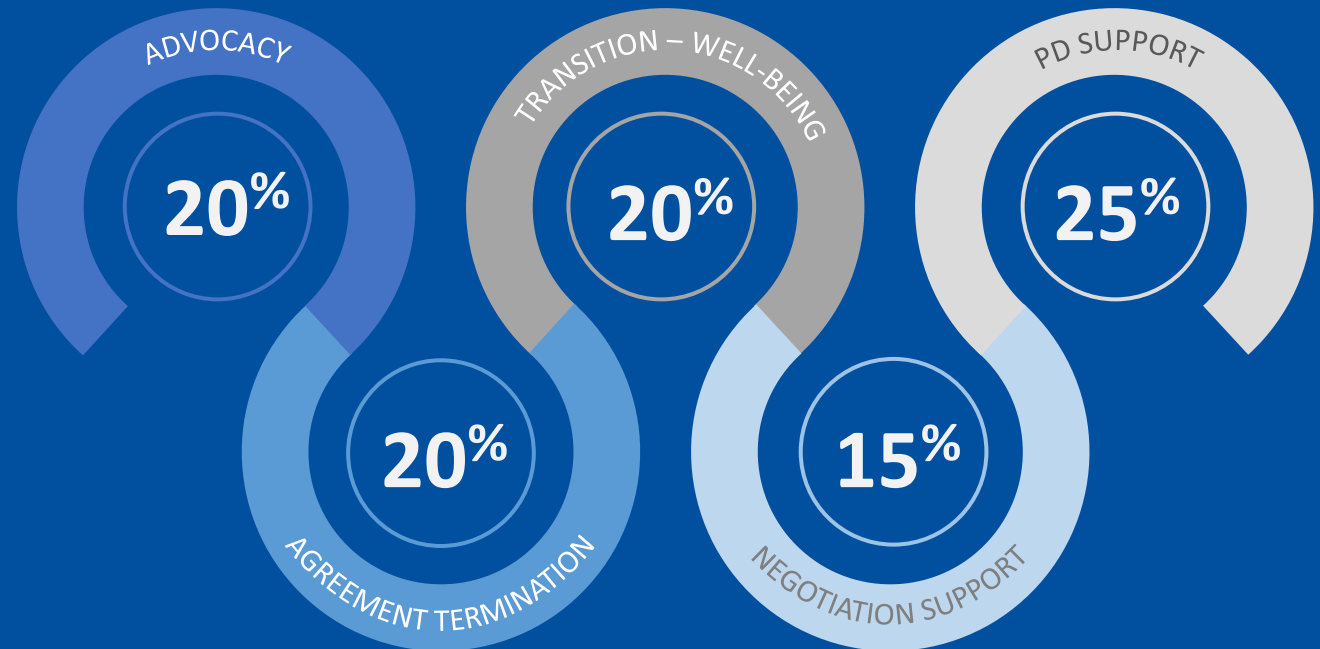 ADVOCACY
20%
AGREEMENT TERMINATION
20%
TRANSITION – WELL-BEING
20%
NEGOTIATION SUPPORT
15%
PD SUPPORT
25%